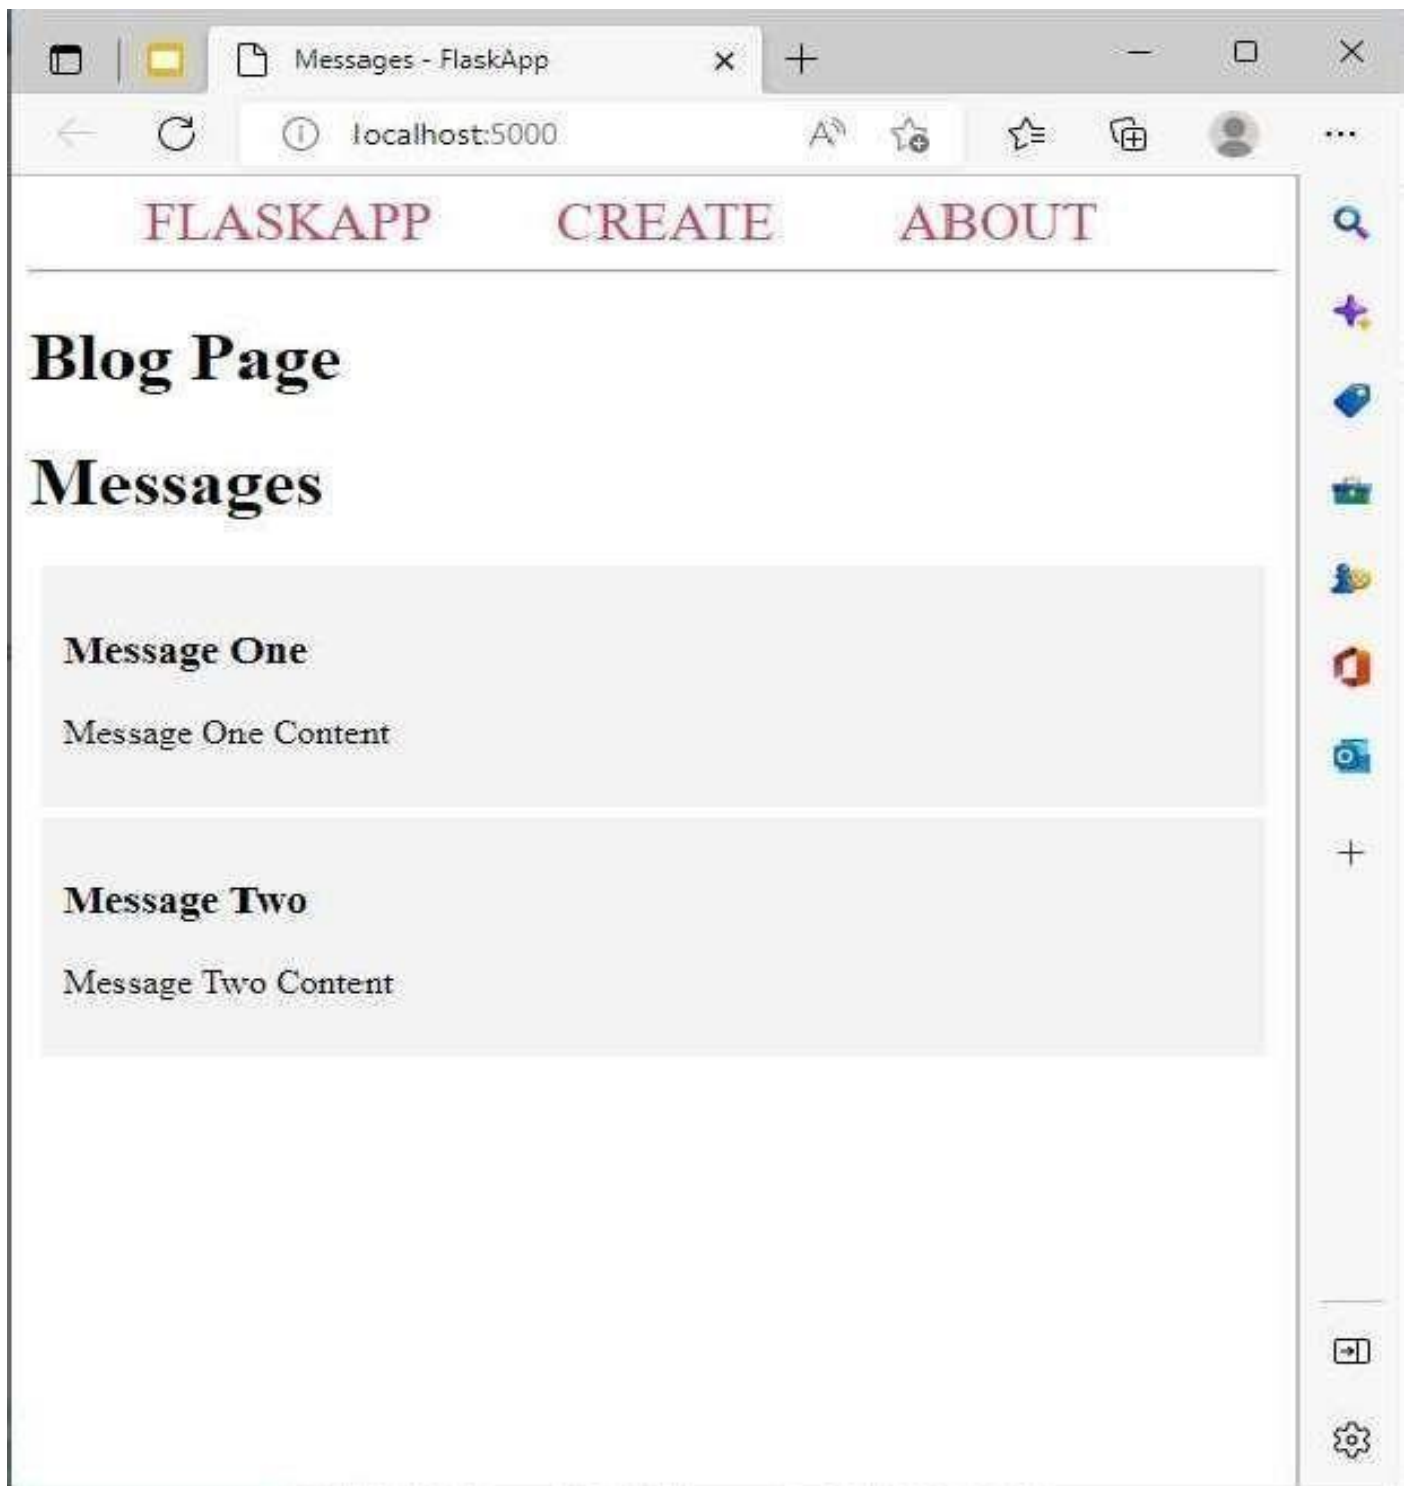 Messages - FlaskApp
localhost:5000
FLASKAPP CREATE ABOUT
Blog Page
Messages
Message One
Message One Content
Message Two
Message Two Content